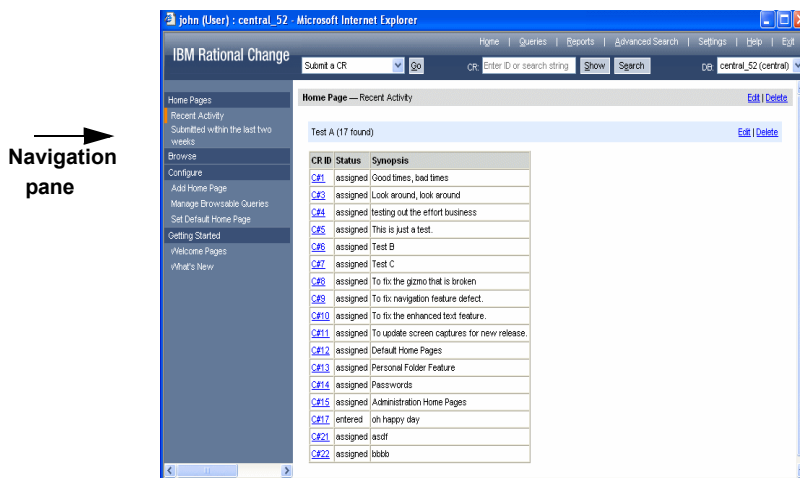 john (User) : central_52 - Microsoft Internet Explorer
Home | Queries | Reports | Advanced Search | Settings | Help | Exit
IBM Rational Change
Submit a CR Go CR: Enter ID or search string Show Search DB: central_52 (central)
Home Pages
Recent Activity
Submitted within the last two
weeks
Browse
Configure
Add Home Page
Manage Browsable Queries
Set Default Home Page
Getting Started
Welcome Pages
What's New
Navigation
pane
Home Page — Recent Activity Edit | Delete
Test A (17 found) Edit | Delete
CR ID Status Synopsis
C#1 assigned Good times, bad times
C#3 assigned Look around, look around
C#4 assigned testing out the effort business
C#5 assigned This is just a test.
C#6 assigned Test B
C#7 assigned Test C
C#8 assigned To fix the gizmo that is broken
C#9 assigned To fix navigation feature defect.
C#10 assigned To fix the enhanced text feature.
C#11 assigned To update screen captures for new release.
C#12 assigned Default Home Pages
C#13 assigned Personal Folder Feature
C#14 assigned Passwords
C#15 assigned Administration Home Pages
C#17 entered oh happy day
C#21 assigned asdf
C#22 assigned bbbb